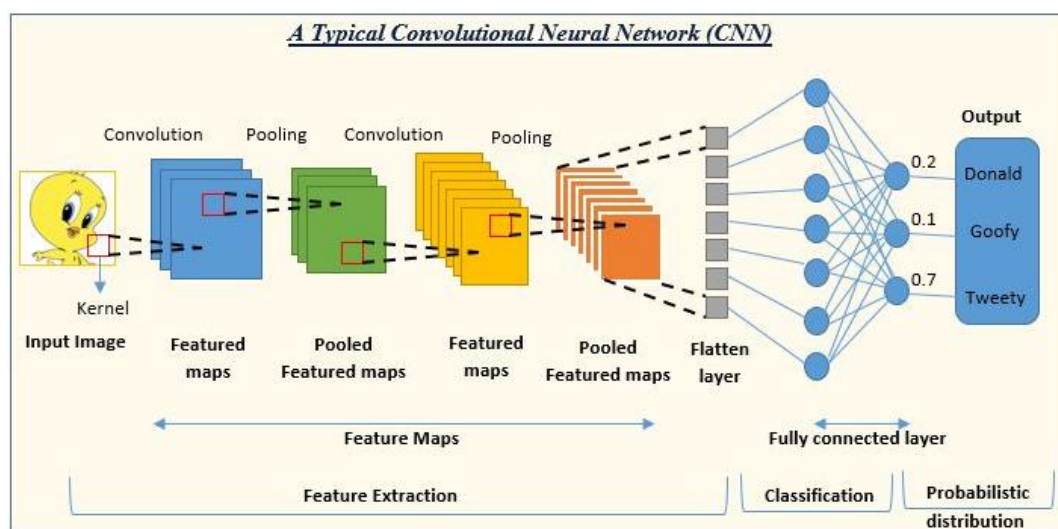 A Typical Convolutional Neural Network (CNN)
Convolution
Pooling
Convolution
Pooling
Kernel
Input Image
Featured
maps
Pooled
Featured maps
Featured
maps
Pooled
Featured maps
Flatten
layer
0.2
0.1
0.7
Output
Donald
Goofy
Tweety
Feature Maps
Fully connected layer
Feature Extraction
Classification
Probabilistic
distribution